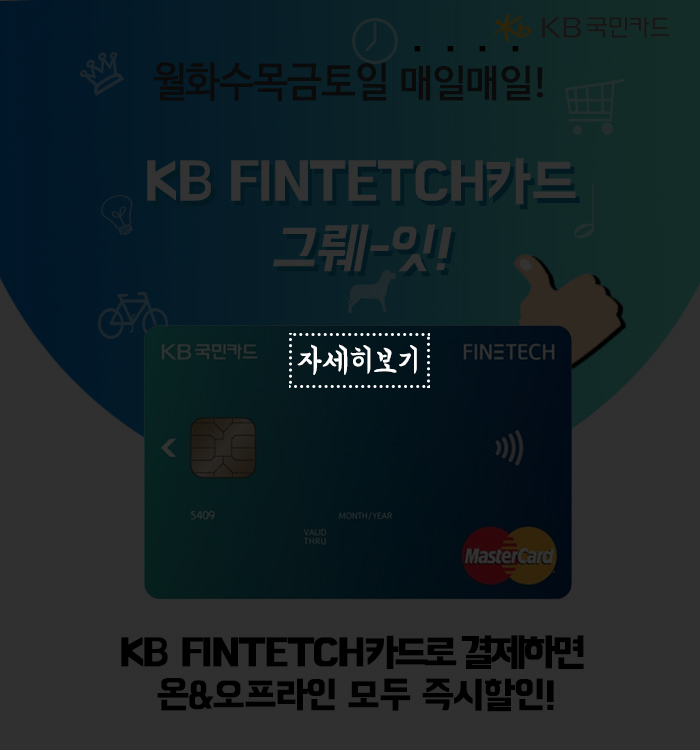 KB국민카드
월화수목금토일 매일매일!
KB FINTETCH카드
그뤠-잇!
KB국민카드
자세히보기
FINETECH
5409
MONTH/YEAR
VALID
THRU
MasterCard
KB FINTETCH카드로 결제하면
온&오프라인 모두 즉시할인!